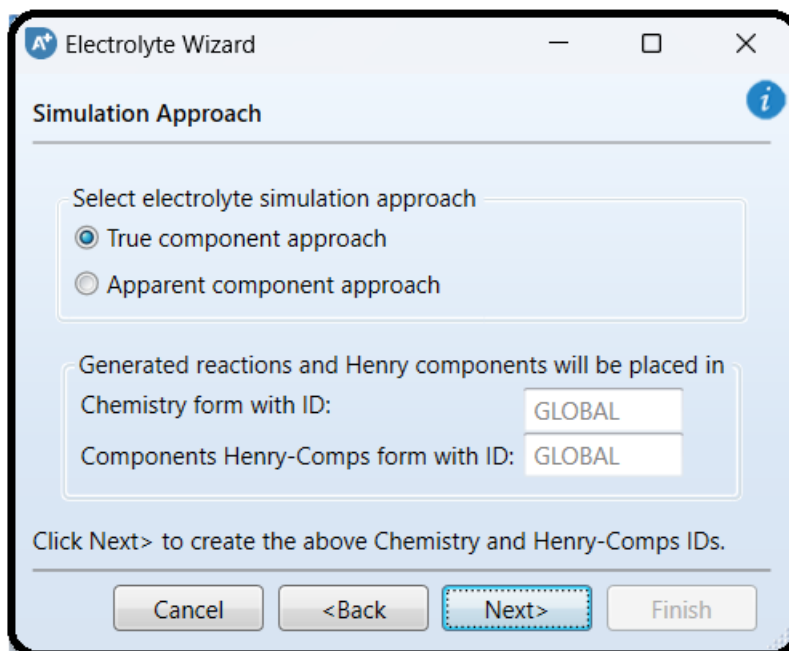 A+ Electrolyte Wizard
Simulation Approach
i
Select electrolyte simulation approach
True component approach
Apparent component approach
Generated reactions and Henry components will be placed in
Chemistry form with ID: GLOBAL
Components Henry-Comps form with ID: GLOBAL
Click Next> to create the above Chemistry and Henry-Comps IDs.
Cancel <Back Next> Finish